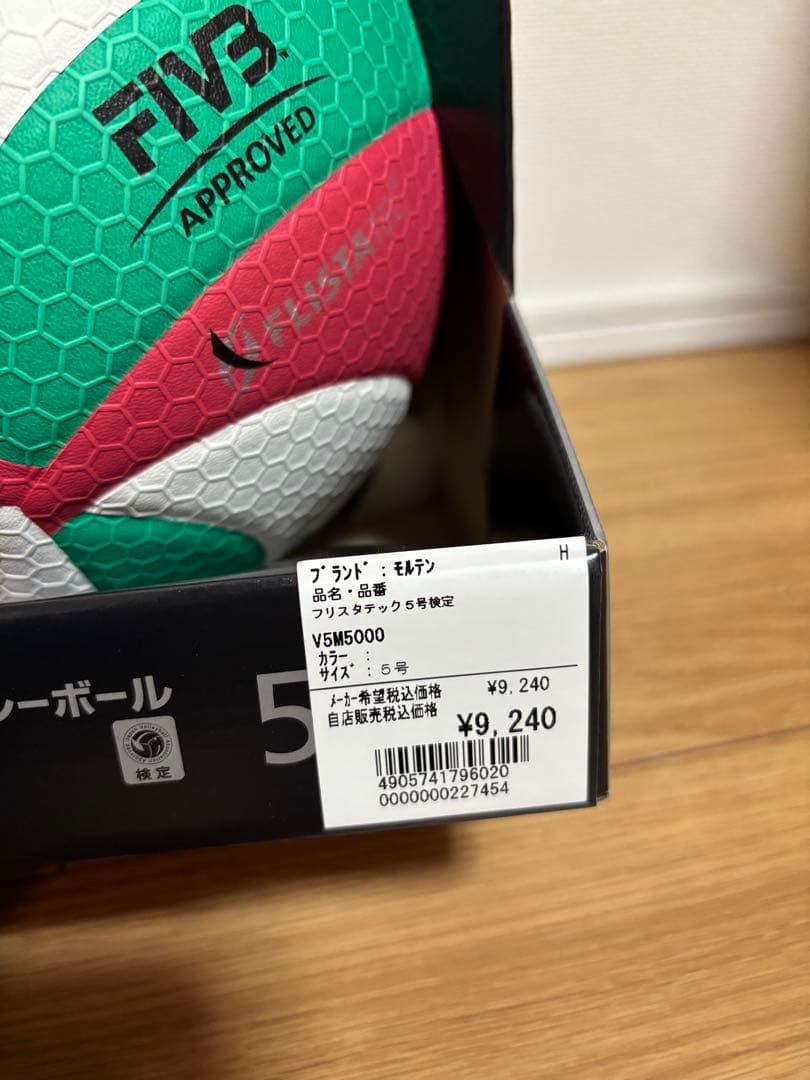 FIVB
APPROVED
FLISTATEC
H
ブランド : モルテン
品名・品番
フリスタテック5号検定
V5M5000
カラー :
サイズ : 5号
メーカー希望税込価格 ¥9,240
自店販売税込価格 ¥9,240
4905741796020
0000000227454
ーボール
5
検定